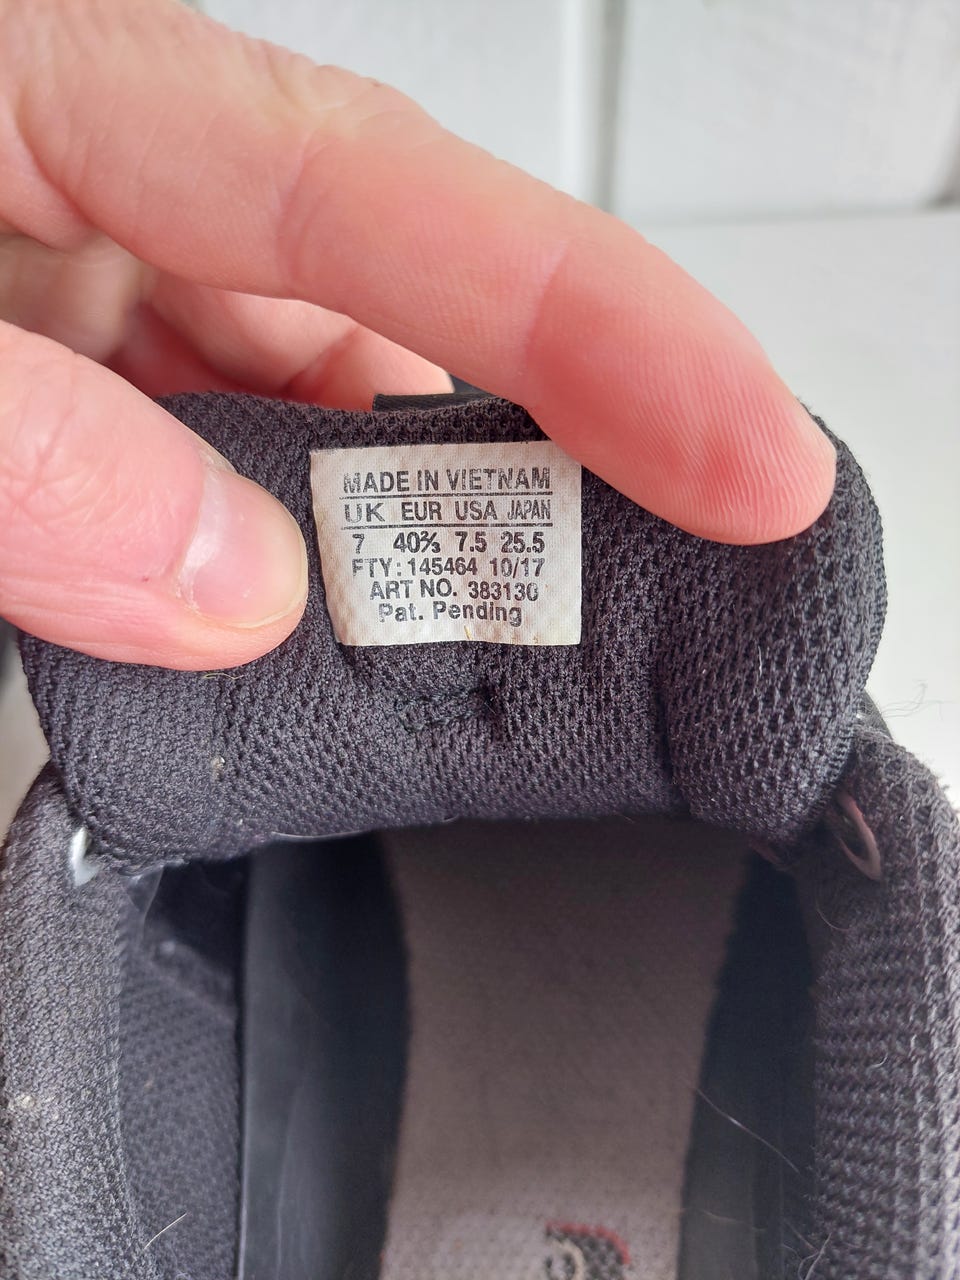 MADE IN VIETNAM
UK EUR USA JAPAN
7 40⅔ 7.5 25.5
FTY: 145464 10/17
ART NO. 383130
Pat. Pending